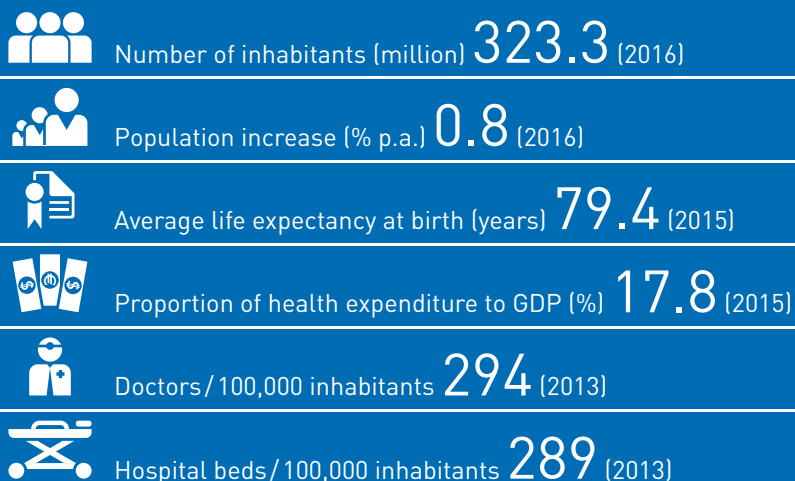 Number of inhabitants (million) 323.3 (2016)
Population increase (% p.a.) 0.8 (2016)
Average life expectancy at birth (years) 79.4 (2015)
Proportion of health expenditure to GDP (%) 17.8 (2015)
Doctors/100,000 inhabitants 294 (2013)
Hospital beds/100,000 inhabitants 289 (2013)